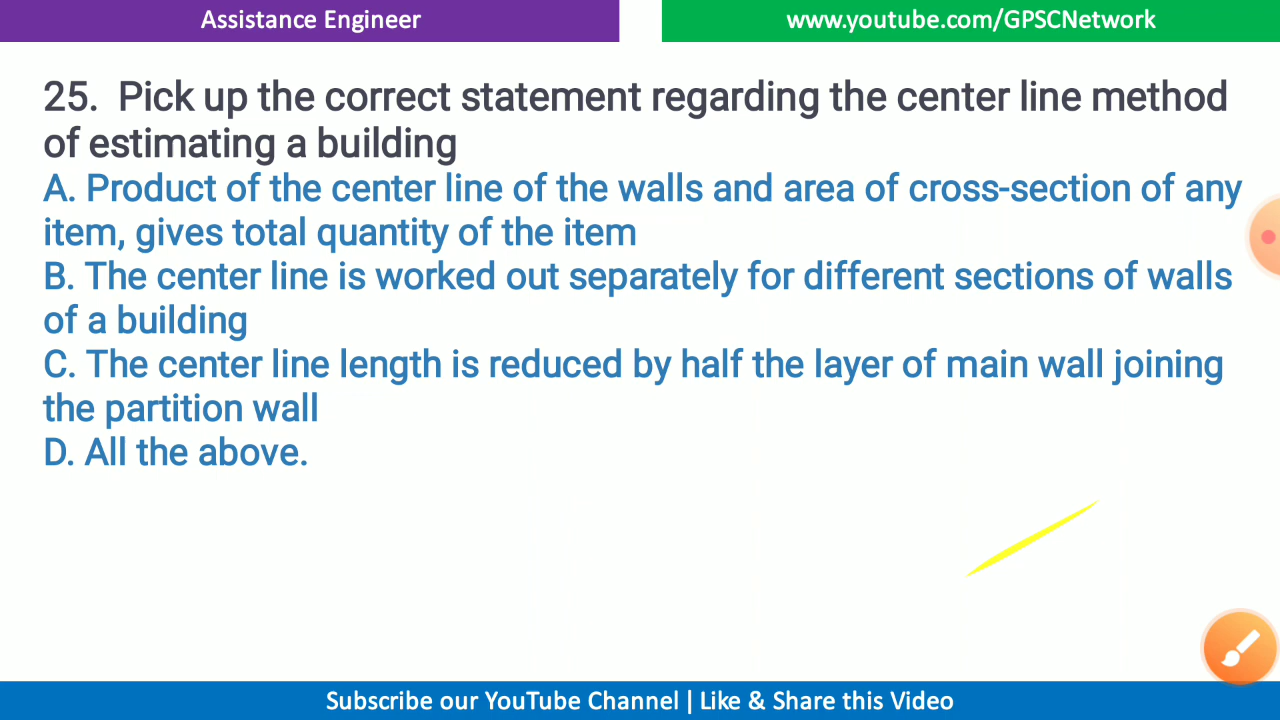 Assistance Engineer
www.youtube.com/GPSCNetwork
25. Pick up the correct statement regarding the center line method
of estimating a building
A. Product of the center line of the walls and area of cross-section of any
item, gives total quantity of the item
B. The center line is worked out separately for different sections of walls
of a building
C. The center line length is reduced by half the layer of main wall joining
the partition wall
D. All the above.
Subscribe our YouTube Channel | Like & Share this Video